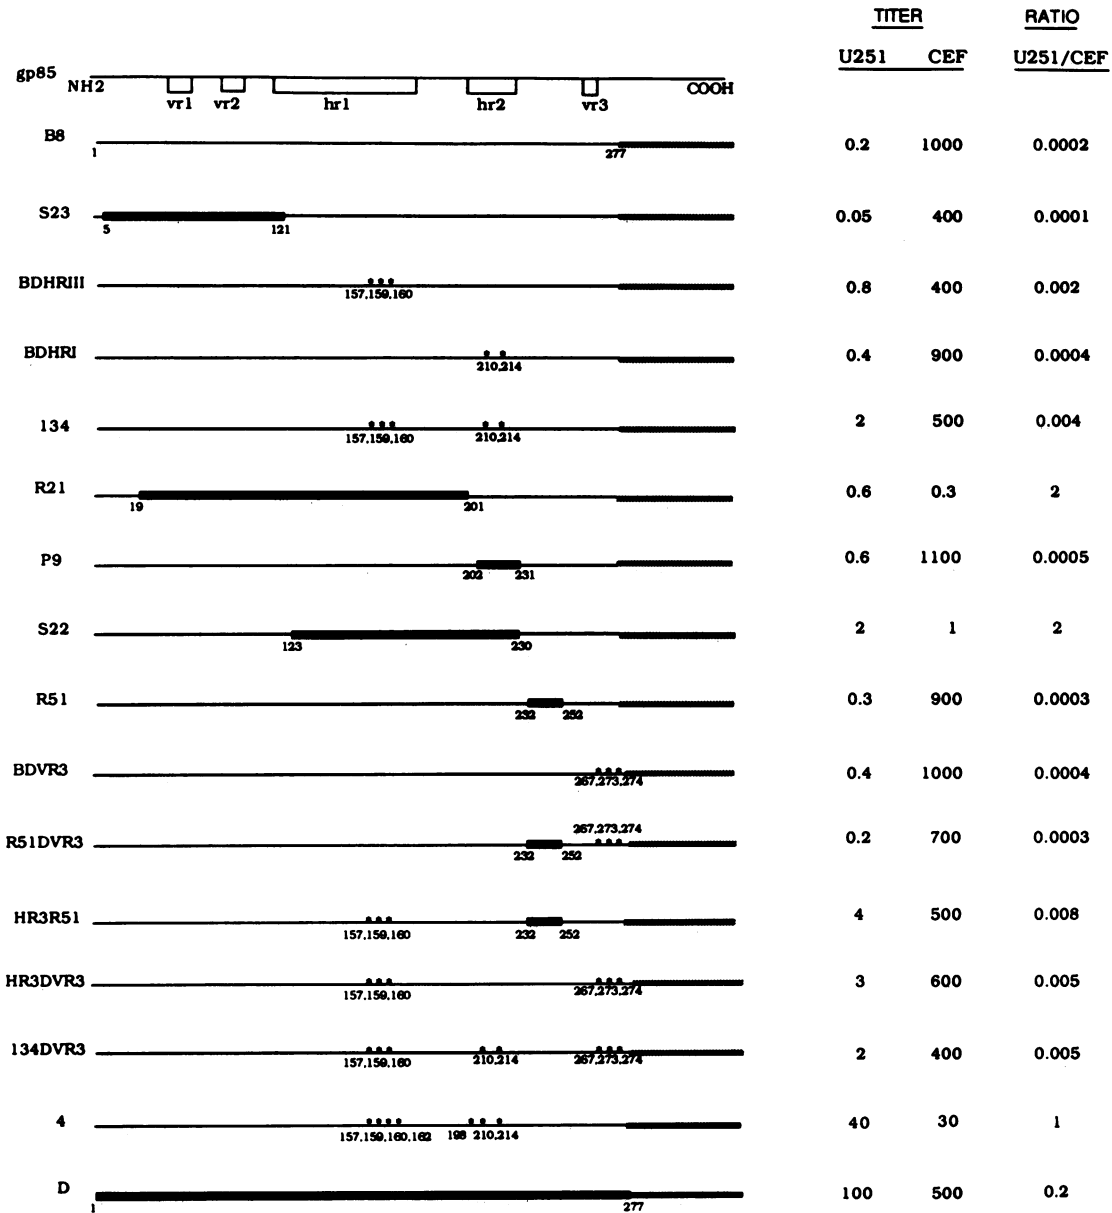 TITER RATIO
U251 CEF U251/CEF
gp85
NH2 COOH
vr1 vr2 hr1 hr2 vr3
B8 0.2 1000 0.0002
1 277
S23 0.05 400 0.0001
5 121
BDHRIII 0.8 400 0.002
157,159,160
BDHRI 0.4 900 0.0004
210,214
134 2 500 0.004
157,159,160 210,214
R21 0.6 0.3 2
19 201
P9 0.6 1100 0.0005
202 231
S22 2 1 2
123 230
R51 0.3 900 0.0003
232 252
BDVR3 0.4 1000 0.0004
267,273,274
267,273,274
R51DVR3 0.2 700 0.0003
232 252
HR3R51 4 500 0.008
157,159,160 232 252
HR3DVR3 3 600 0.005
157,159,160 267,273,274
134DVR3 2 400 0.005
157,159,160 210,214 267,273,274
4 40 30 1
157,159,160,162 198 210,214
D 100 500 0.2
1 277